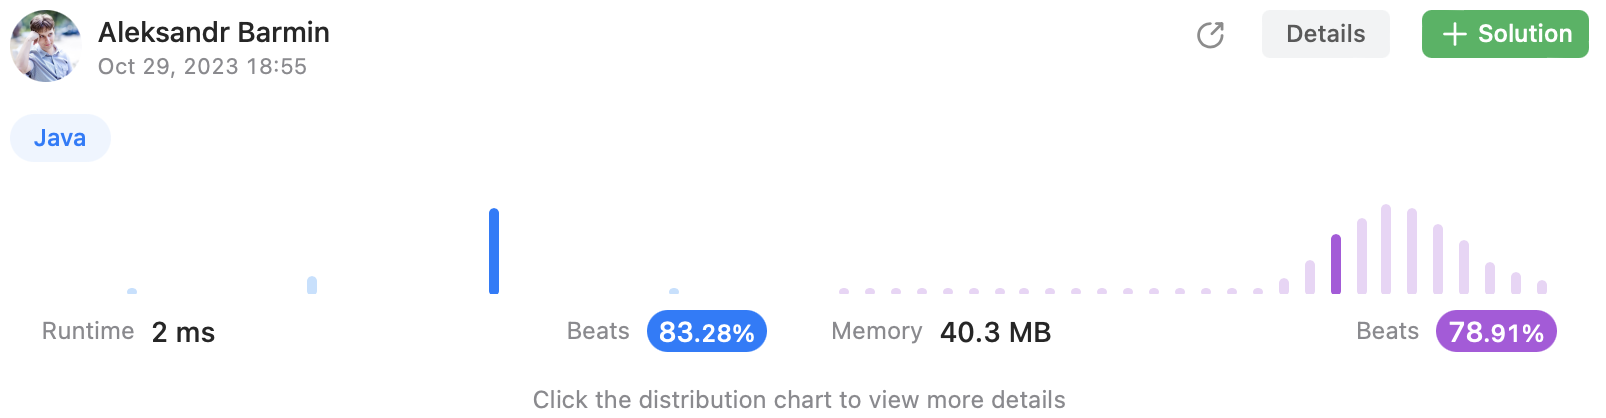 Aleksandr Barmin
Oct 29, 2023 18:55
Details
Solution
Java
Runtime 2 ms Beats 83.28% Memory 40.3 MB Beats 78.91%
Click the distribution chart to view more details